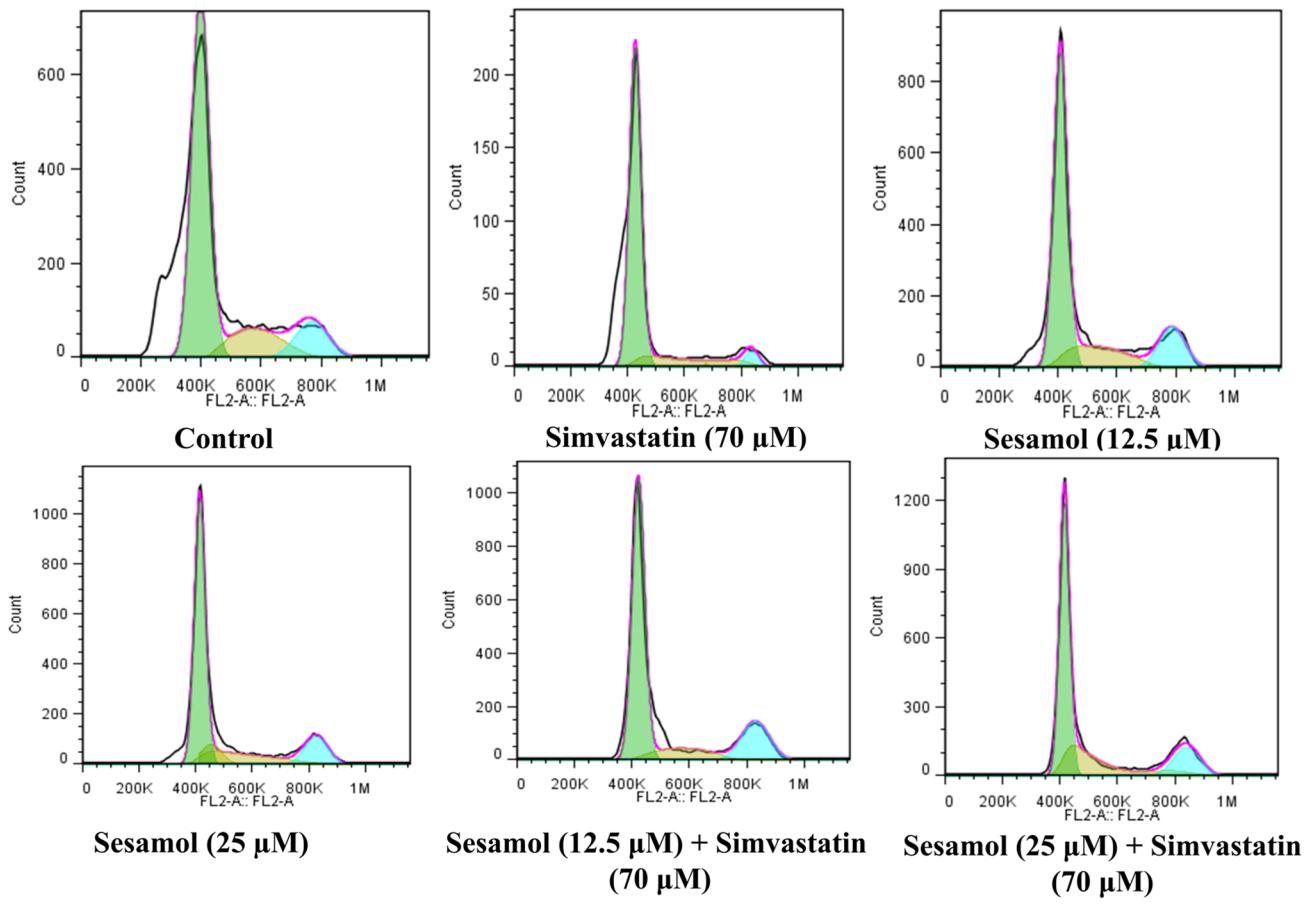 600
400
200
0
Count
0 200K 400K 600K 800K 1M
FL2-A:: FL2-A
Control
200
150
100
50
0
Count
0 200K 400K 600K 800K 1M
FL2-A:: FL2-A
Simvastatin (70 μM)
800
600
400
200
0
Count
0 200K 400K 600K 800K 1M
FL2-A:: FL2-A
Sesamol (12.5 μM)
1000
800
600
400
200
0
Count
0 200K 400K 600K 800K 1M
FL2-A:: FL2-A
Sesamol (25 μM)
1000
800
600
400
200
0
Count
0 200K 400K 600K 800K 1M
FL2-A:: FL2-A
Sesamol (12.5 μM) + Simvastatin
(70 μM)
1200
900
600
300
0
Count
0 200K 400K 600K 800K 1M
FL2-A:: FL2-A
Sesamol (25 μM) + Simvastatin
(70 μM)